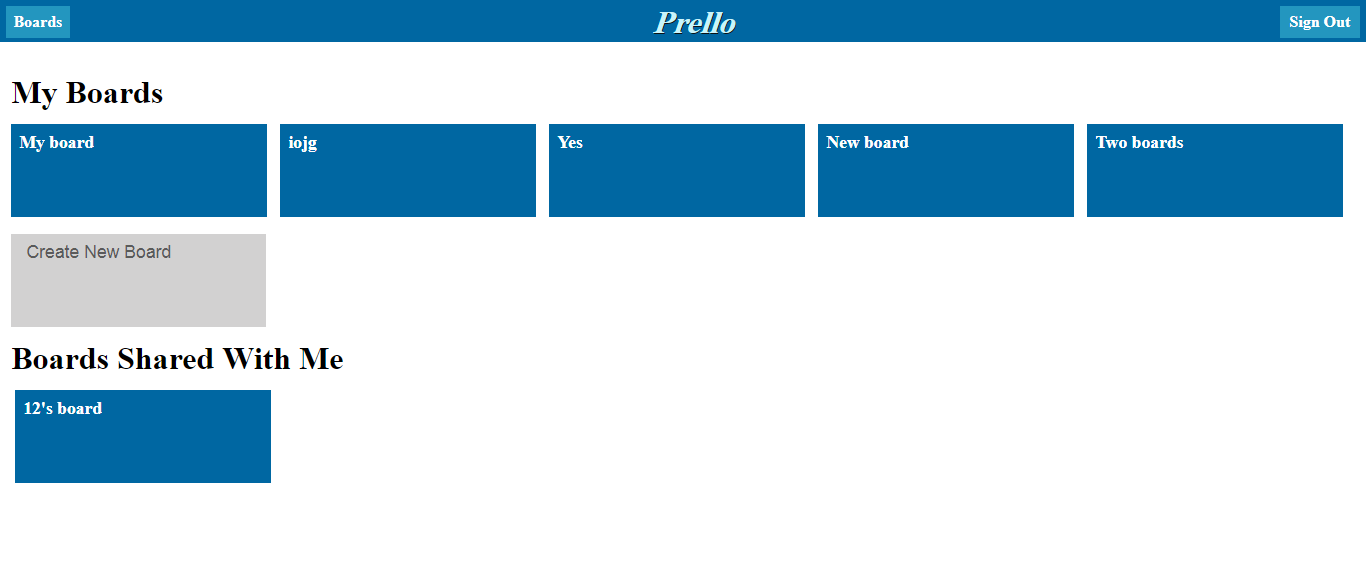 Boards Prello Sign Out
My Boards
My board iojg Yes New board Two boards
Create New Board
Boards Shared With Me
12's board